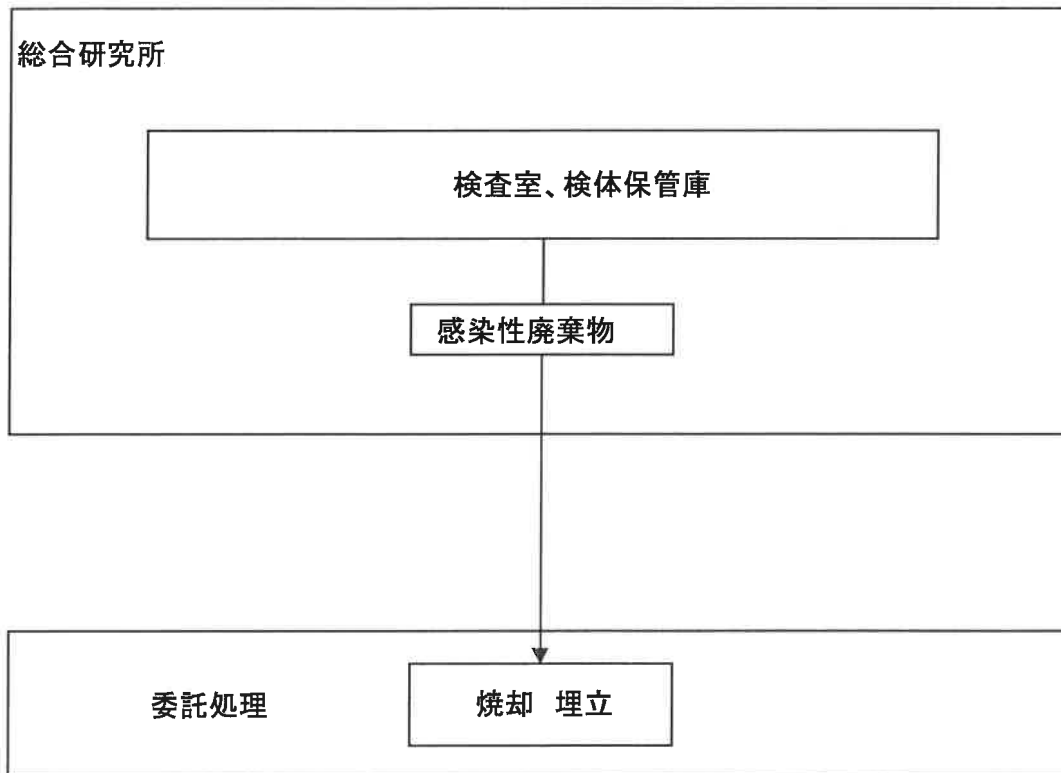 総合研究所
検査室、検体保管庫
感染性廃棄物
委託処理
焼却 埋立